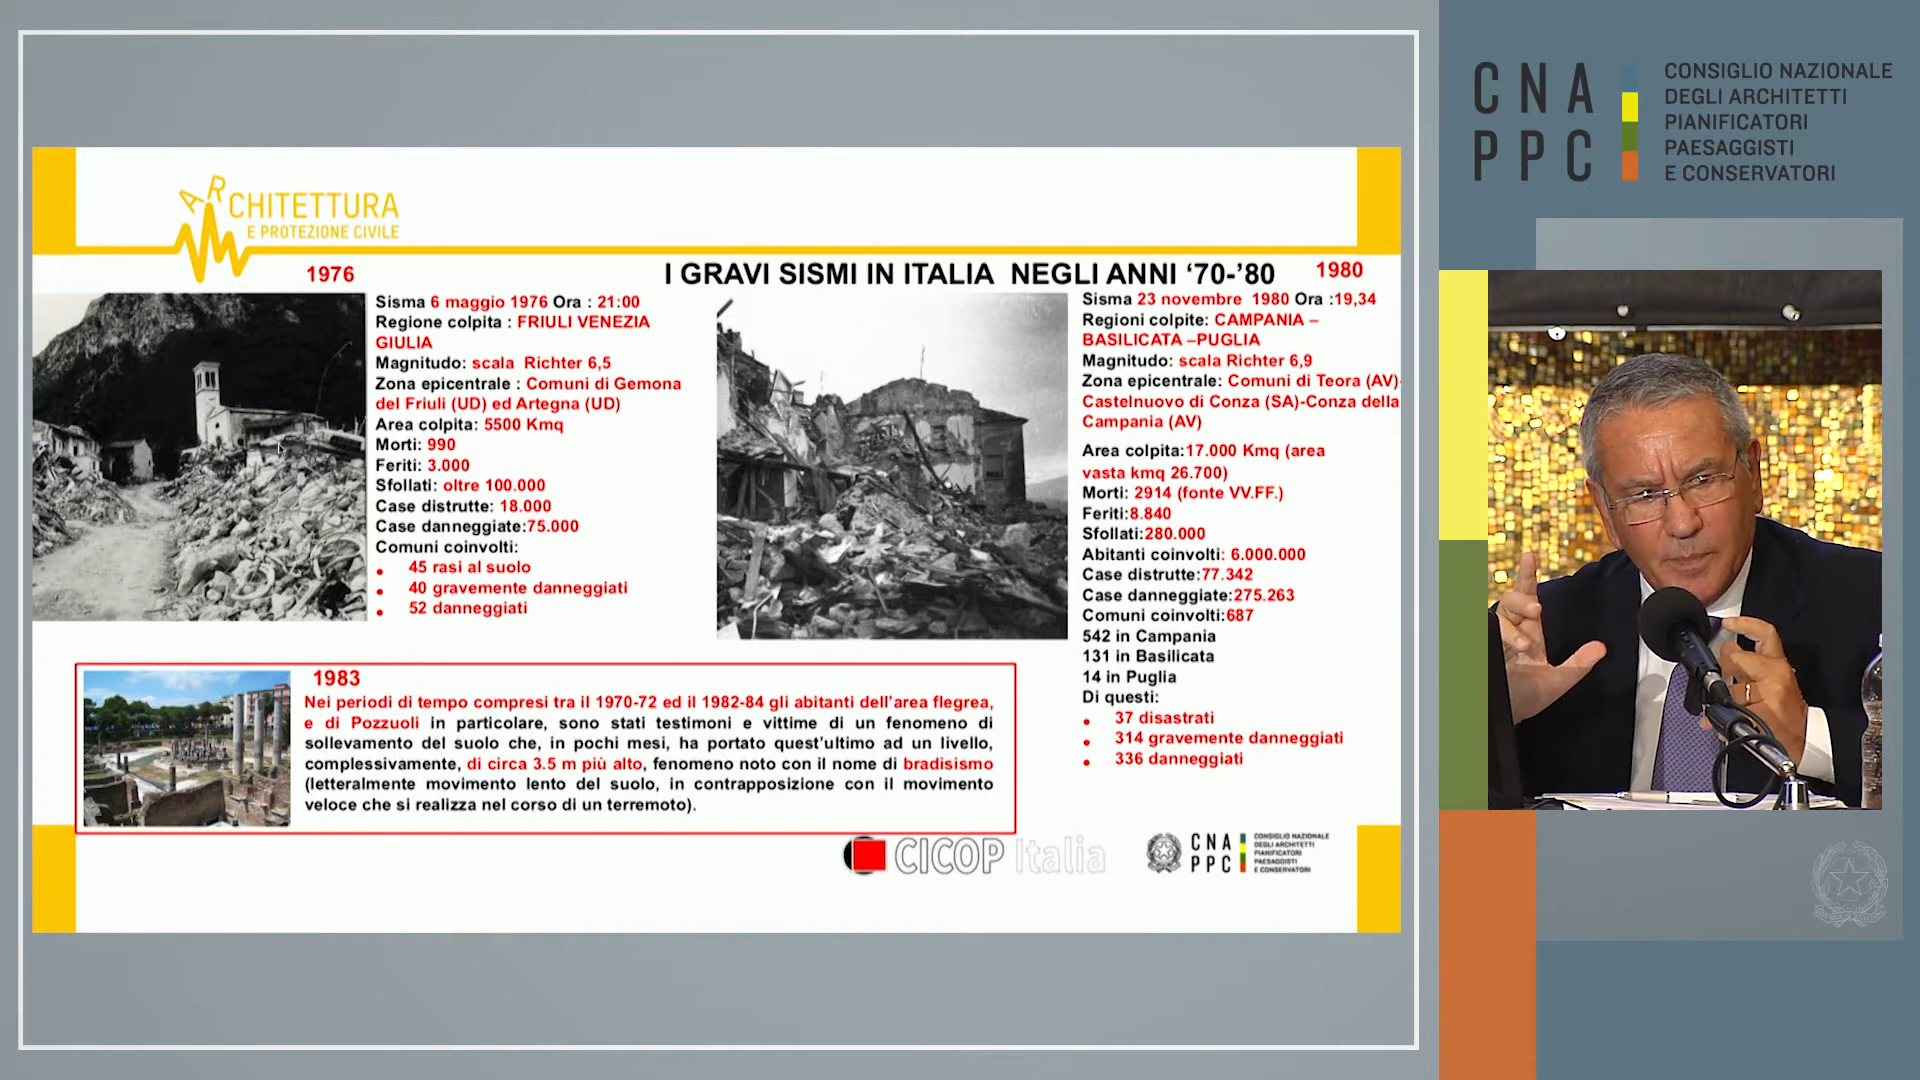 ARCHITETTURA
E PROTEZIONE CIVILE
I GRAVI SISMI IN ITALIA NEGLI ANNI ‘70-’80
1976
Sisma 6 maggio 1976 Ora : 21:00
Regione colpita : FRIULI VENEZIA
GIULIA
Magnitudo: scala Richter 6,5
Zona epicentrale : Comuni di Gemona
del Friuli (UD) ed Artegna (UD)
Area colpita: 5500 Kmq
Morti: 990
Feriti: 3.000
Sfollati: oltre 100.000
Case distrutte: 18.000
Case danneggiate:75.000
Comuni coinvolti:
• 45 rasi al suolo
• 40 gravemente danneggiati
• 52 danneggiati
1980
Sisma 23 novembre 1980 Ora :19,34
Regioni colpite: CAMPANIA –
BASILICATA –PUGLIA
Magnitudo: scala Richter 6,9
Zona epicentrale: Comuni di Teora (AV)-
Castelnuovo di Conza (SA)-Conza della
Campania (AV)
Area colpita:17.000 Kmq (area
vasta kmq 26.700)
Morti: 2914 (fonte VV.FF.)
Feriti:8.840
Sfollati:280.000
Abitanti coinvolti: 6.000.000
Case distrutte:77.342
Case danneggiate:275.263
Comuni coinvolti:687
542 in Campania
131 in Basilicata
14 in Puglia
Di questi:
• 37 disastrati
• 314 gravemente danneggiati
• 336 danneggiati
1983
Nei periodi di tempo compresi tra il 1970-72 ed il 1982-84 gli abitanti dell’area flegrea,
e di Pozzuoli in particolare, sono stati testimoni e vittime di un fenomeno di
sollevamento del suolo che, in pochi mesi, ha portato quest’ultimo ad un livello,
complessivamente, di circa 3.5 m più alto, fenomeno noto con il nome di bradisismo
(letteralmente movimento lento del suolo, in contrapposizione con il movimento
veloce che si realizza nel corso di un terremoto).
CICOP Italia
CNA
PPC
CONSIGLIO NAZIONALE
DEGLI ARCHITETTI
PIANIFICATORI
PAESAGGISTI
E CONSERVATORI
CNA
PPC
CONSIGLIO NAZIONALE
DEGLI ARCHITETTI
PIANIFICATORI
PAESAGGISTI
E CONSERVATORI